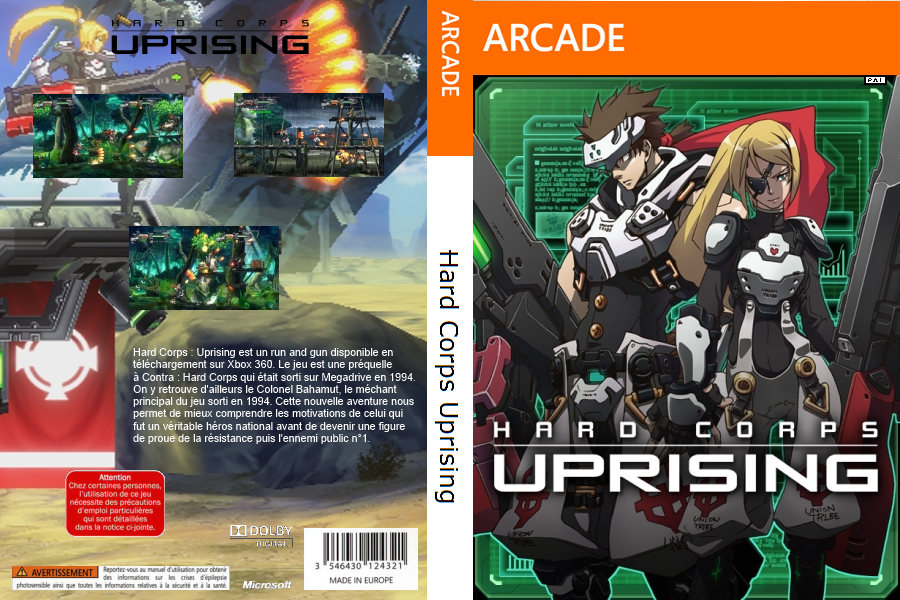 HARD CORPS
UPRISING
Hard Corps : Uprising est un run and gun disponible en
téléchargement sur Xbox 360. Le jeu est une préquelle
à Contra : Hard Corps qui était sorti sur Megadrive en 1994.
On y retrouve d'ailleurs le Colonel Bahamut, le méchant
principal du jeu sorti en 1994. Cette nouvelle aventure nous
permet de mieux comprendre les motivations de celui qui
fut un véritable héros national avant de devenir une figure
de proue de la résistance puis l'ennemi public n°1.
Attention
Chez certaines personnes,
l'utilisation de ce jeu
nécessite des précautions
d'emploi particulières
qui sont détaillées
dans la notice ci-jointe.
AVERTISSEMENT
Reportez-vous au manuel d'utilisation pour obtenir
des informations sur les crises d'épilepsie
photosensible ainsi que toutes les informations relatives à la sécurité et à la santé.
DOLBY
DIGITAL
Microsoft
3 546430 124321
MADE IN EUROPE
ARCADE
Hard Corps Uprising
ARCADE
PAL
HARD CORPS
UPRISING
UNION
TRIBE
UNION
TRIBE